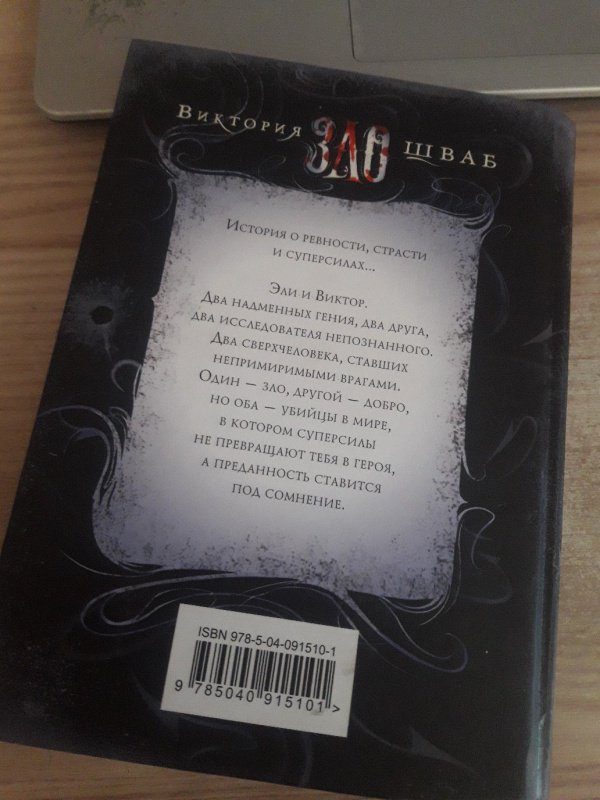 Виктория ЗЛО Шваб
История о ревности, страсти
и суперсилах...
Эли и Виктор.
Два надменных гения, два друга,
два исследователя непознанного.
Два сверхчеловека, ставших
непримиримыми врагами.
Один — зло, другой — добро,
но оба — убийцы в мире,
в котором суперсилы
не превращают тебя в героя,
а преданность ставится
под сомнение.
ISBN 978-5-04-091510-1
9 785040 915101 >